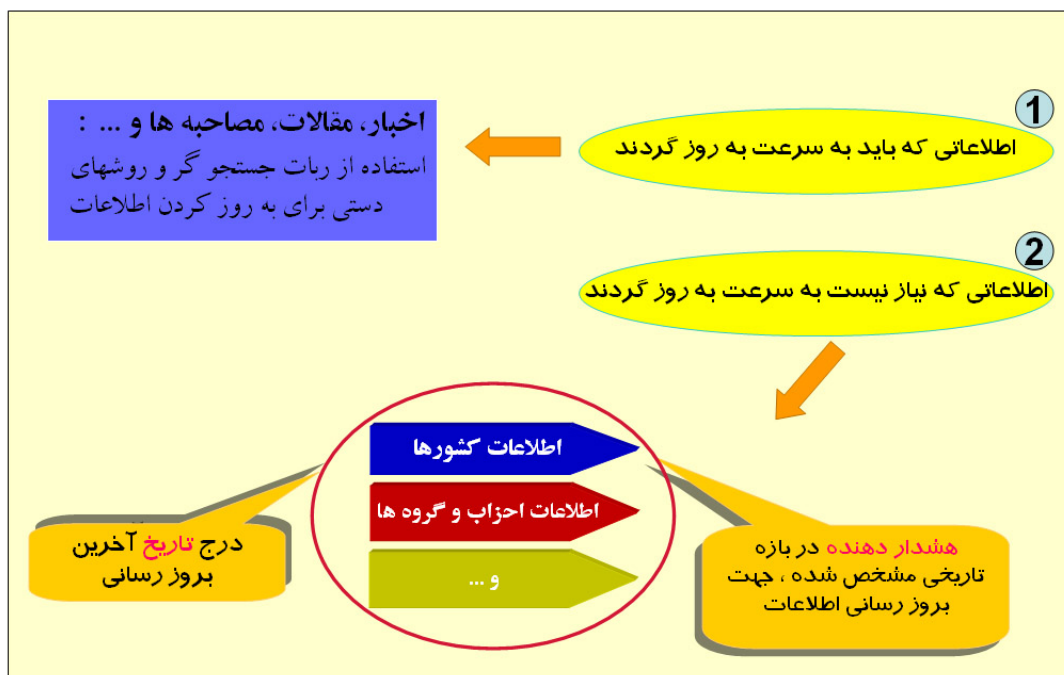 1
اطلاعاتی که باید به سرعت به روز گردند
اخبار، مقالات، مصاحبه ها و ... :
استفاده از ربات جستجو گر و روشهای
دستی برای به روز کردن اطلاعات
2
اطلاعاتی که نیاز نیست به سرعت به روز گردند
اطلاعات کشورها
اطلاعات احزاب و گروه ها
و ...
هشدار دهنده در بازه
تاریخی مشخص شده ، جهت
بروز رسانی اطلاعات
درج تاریخ آخرین
بروز رسانی